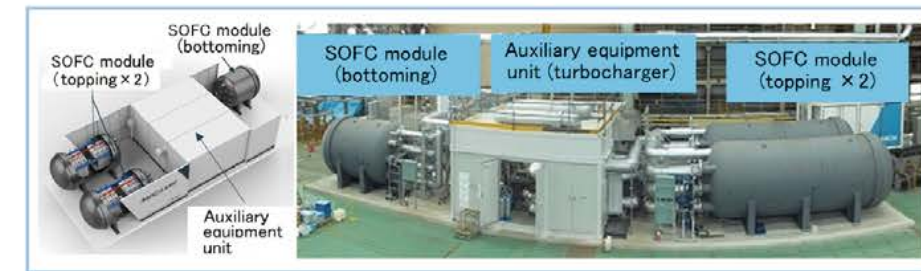 SOFC module
(bottoming)
SOFC module
(topping×2)
Auxiliary equipment
unit
SOFC module
(bottoming)
Auxiliary equipment
unit (turbocharger)
SOFC module
(topping ×2)